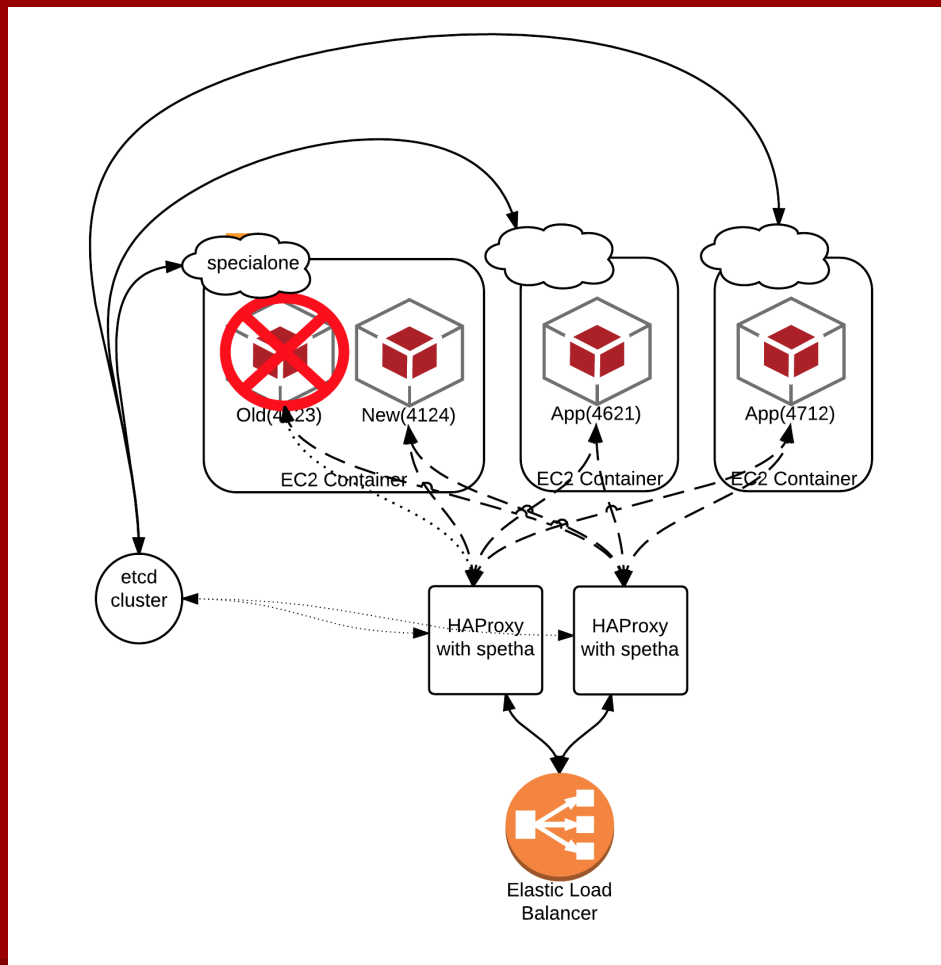 specialone
Old(4123) New(4124)
App(4621)
App(4712)
EC2 Container
EC2 Container
EC2 Container
etcd
cluster
HAProxy
with spetha
HAProxy
with spetha
Elastic Load
Balancer